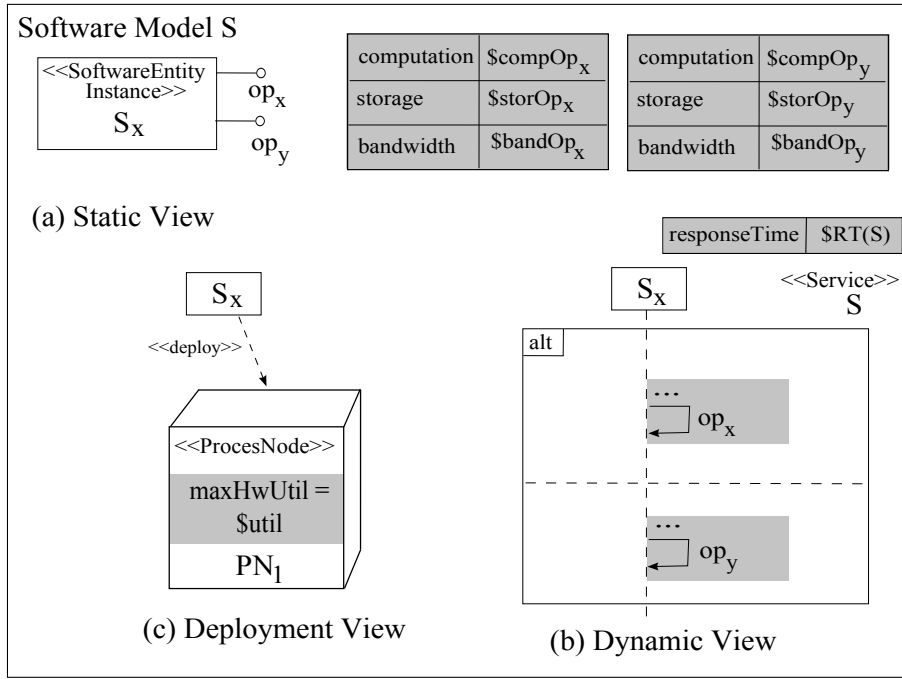 Software Model S
<<SoftwareEntity
Instance>>
Sx
opx
opy
computation $compOpx
storage $storOpx
bandwidth $bandOpx
computation $compOpy
storage $storOpy
bandwidth $bandOpy
(a) Static View
responseTime $RT(S)
<<Service>>
S
Sx
alt
...
opx
...
opy
(b) Dynamic View
Sx
<<deploy>>
<<ProcesNode>>
maxHwUtil =
$util
PN1
(c) Deployment View